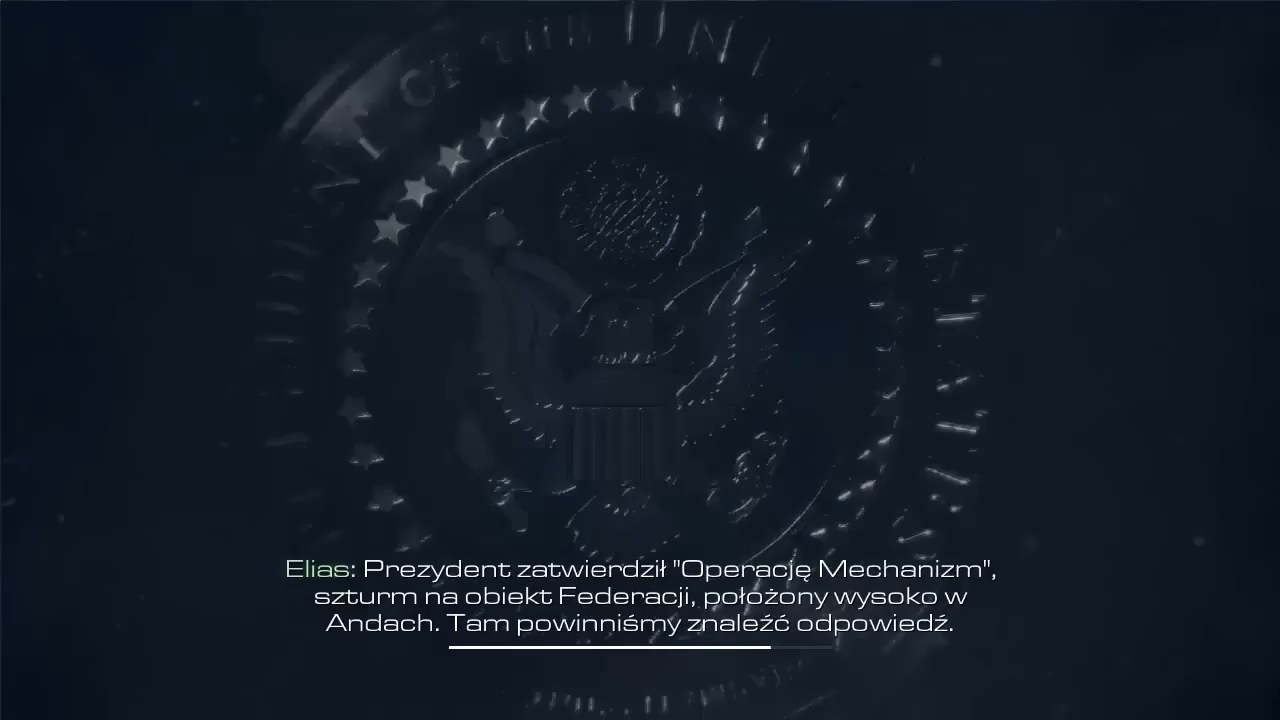 Elias: Prezydent zatwierdził "Operację Mechanizm",
szturm na obiekt Federacji, położony wysoko w
Andach. Tam powinniśmy znaleźć odpowiedź.